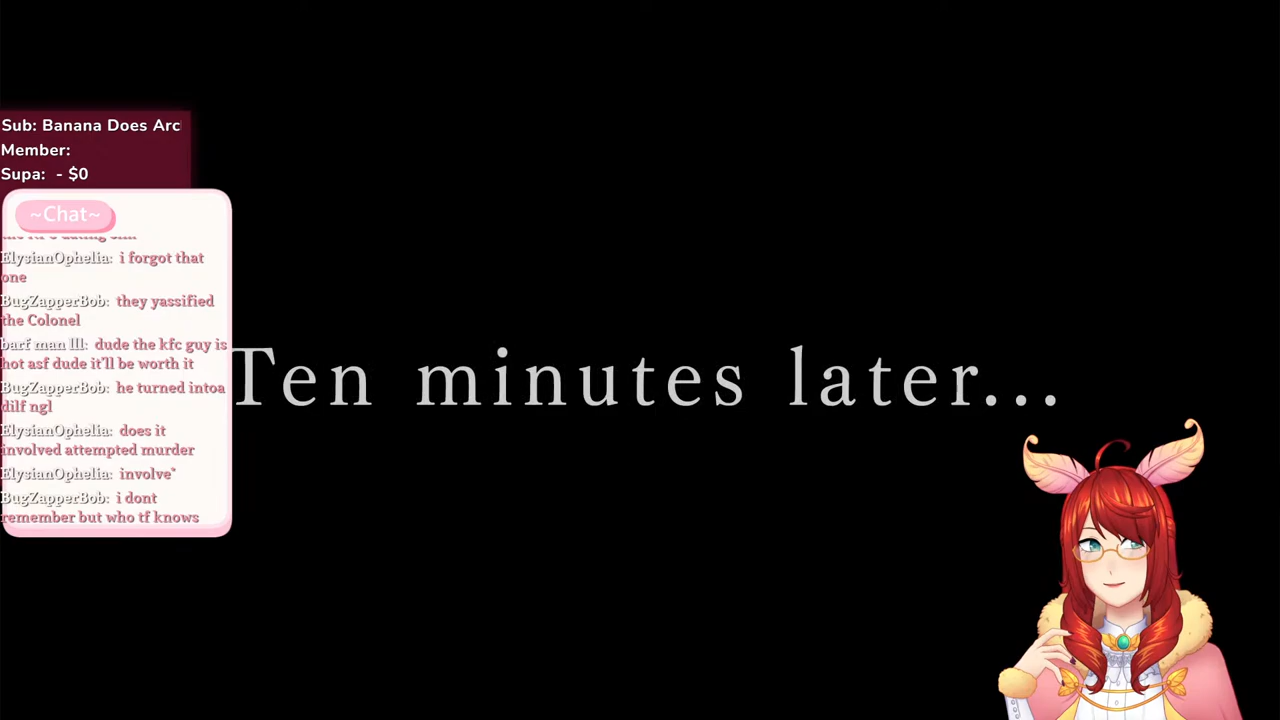 Sub: Banana Does Arc
Member:
Supa: - $0
~Chat~
ElysianOphelia: i forgot that
one
BugZapperBob: they yassified
the Colonel
barf man lll: dude the kfc guy is
hot asf dude it'll be worth it
BugZapperBob: he turned intoa
dilf ngl
ElysianOphelia: does it
involved attempted murder
ElysianOphelia: involve*
BugZapperBob: i dont
remember but who tf knows
Ten minutes later...